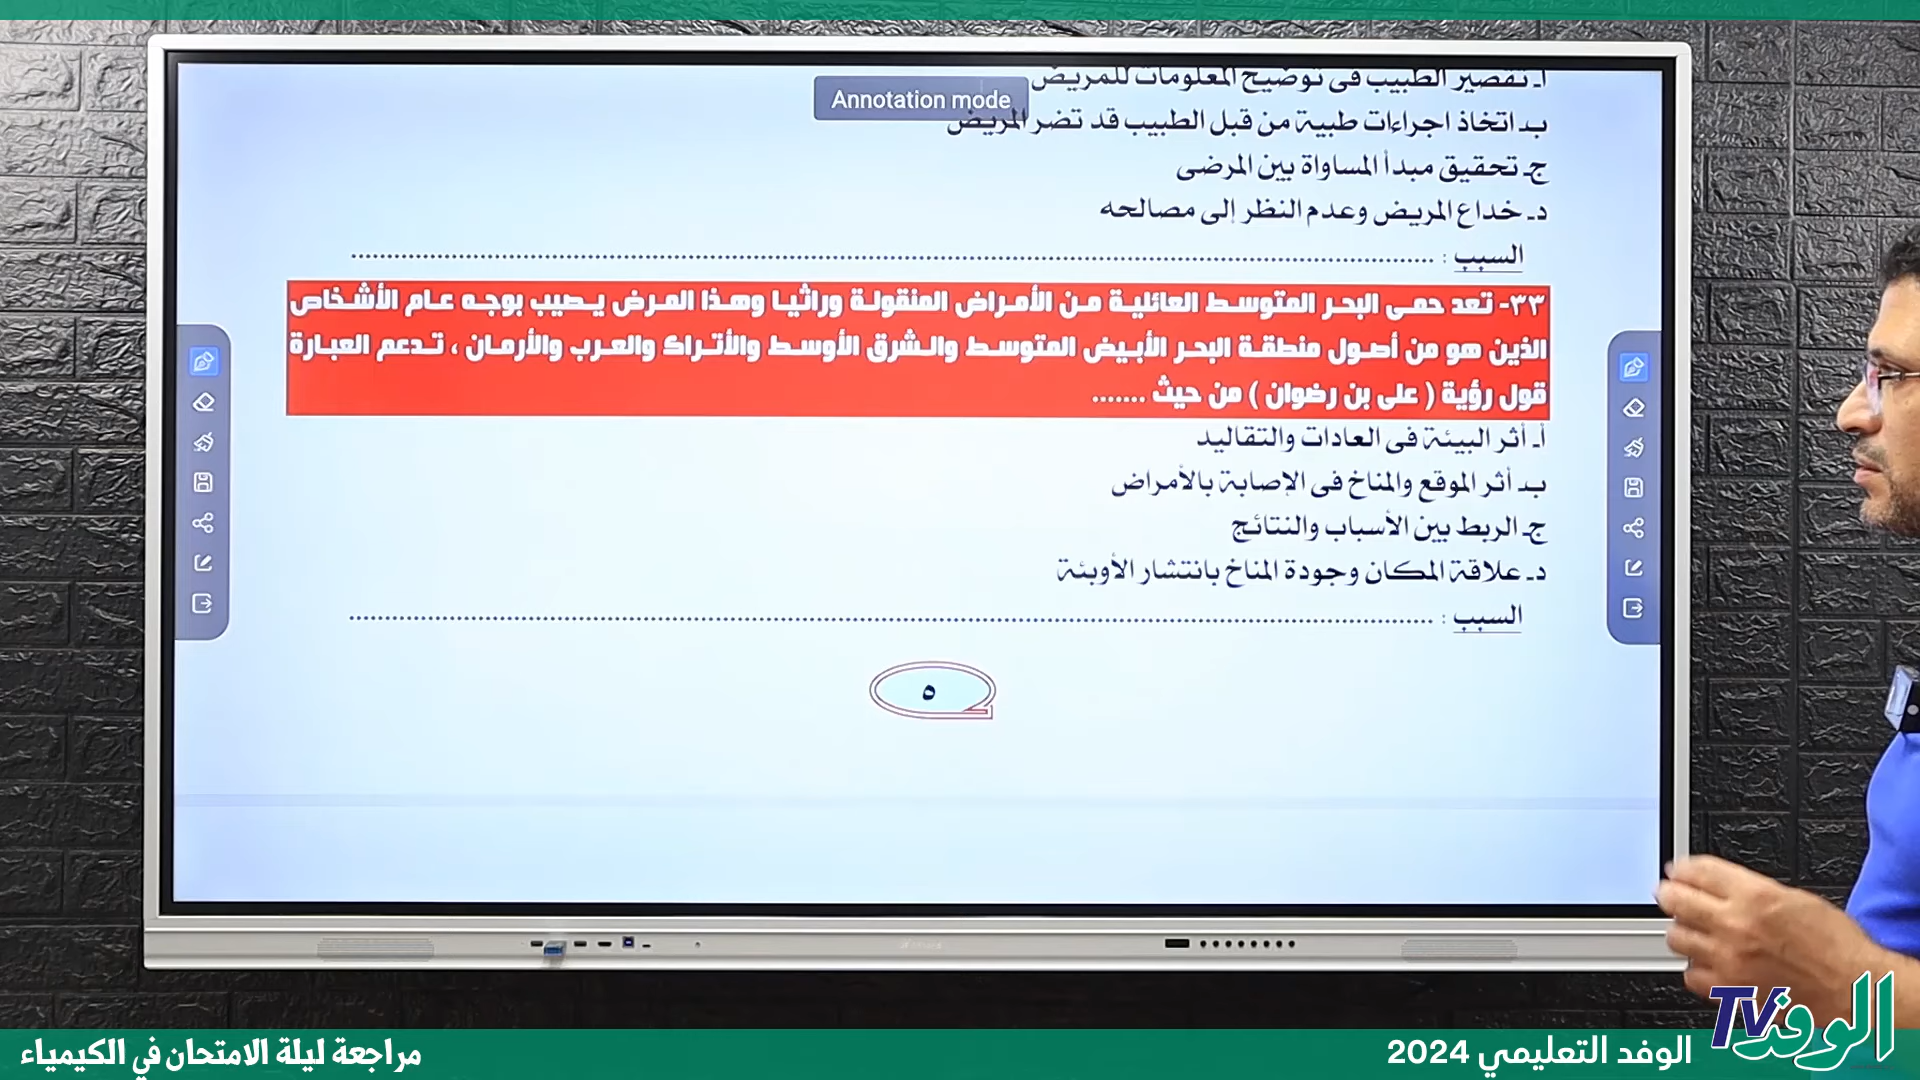 أ- تقصير الطبيب فى توضيح المعلومات للمريض
Annotation mode
ب- اتخاذ اجراءات طبية من قبل الطبيب قد تضر المريض
ج- تحقيق مبدأ المساواة بين المرضى
د- خداع المريض وعدم النظر إلى مصالحه
السبب : ........................................................................
٣٣- تعد حمى البحر المتوسط العائلية من الأمراض المنقولة وراثيا وهذا المرض يصيب بوجه عام الأشخاص
الذين هو من أصول منطقة البحر الأبيض المتوسط والشرق الأوسط والأتراك والعرب والأرمان ، تدعم العبارة
قول رؤية ( على بن رضوان ) من حيث .......
أ- أثر البيئة فى العادات والتقاليد
ب- أثر الموقع والمناخ فى الإصابة بالأمراض
ج- الربط بين الأسباب والنتائج
د- علاقة المكان وجودة المناخ بانتشار الأوبئة
السبب : ........................................................................
٥
الوفد TV
الوفد التعليمي 2024
مراجعة ليلة الامتحان في الكيمياء